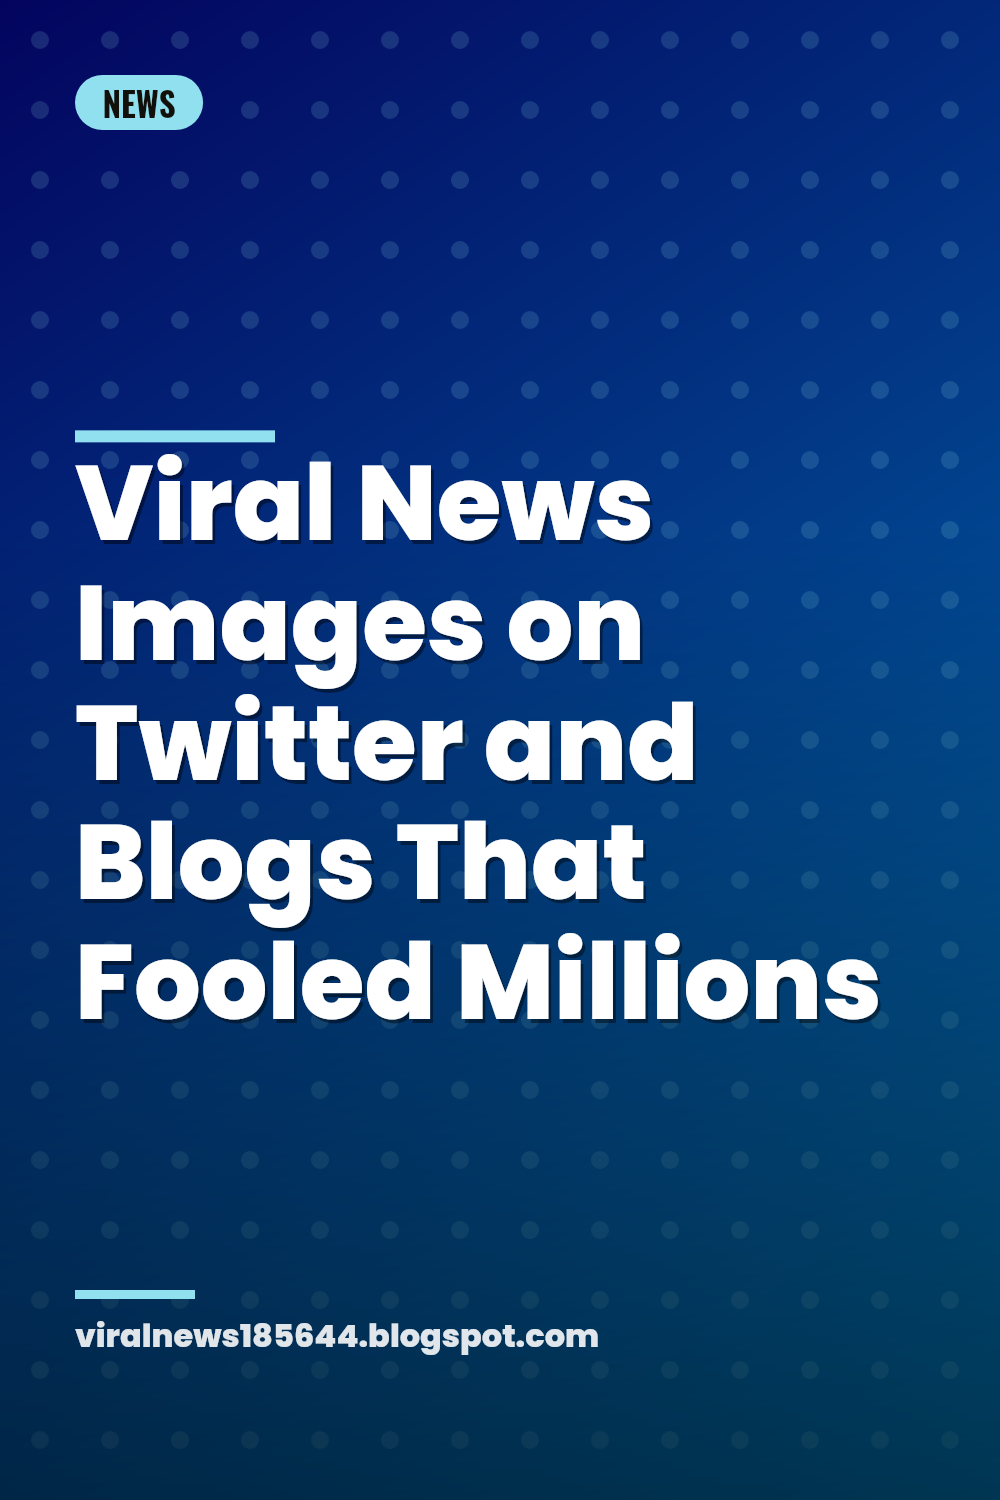 NEWS
Viral News
Images on
Twitter and
Blogs That
Fooled Millions
viralnews185644.blogspot.com